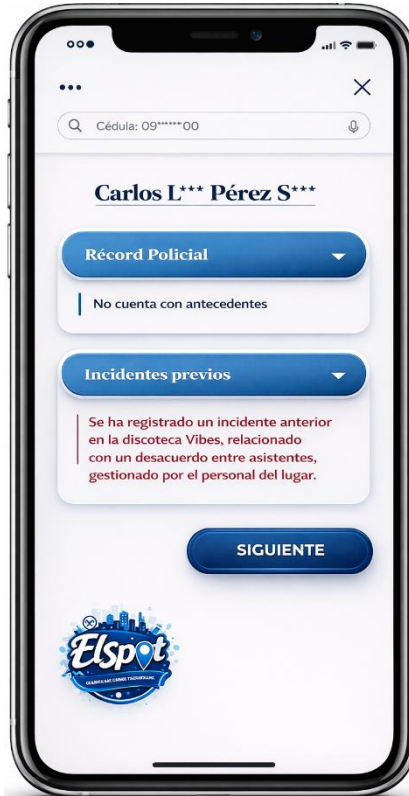 Cédula: 09******00
Carlos L*** Pérez S***
Récord Policial
No cuenta con antecedentes
Incidentes previos
Se ha registrado un incidente anterior
en la discoteca Vibes, relacionado
con un desacuerdo entre asistentes,
gestionado por el personal del lugar.
SIGUIENTE
ElSpot